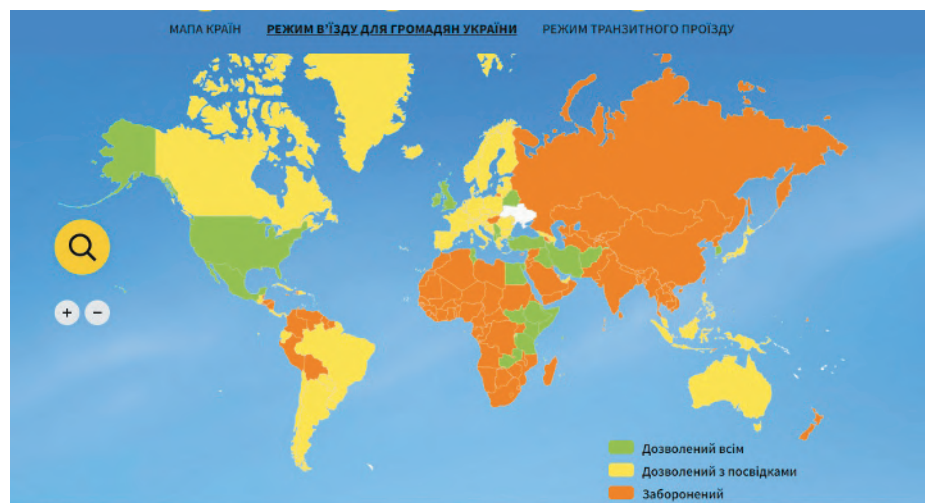 МАПА КРАЇН
РЕЖИМ В'ЇЗДУ ДЛЯ ГРОМАДЯН УКРАЇНИ
РЕЖИМ ТРАНЗИТНОГО ПРОЇЗДУ
+ −
Дозволений всім
Дозволений з посвідками
Заборонений